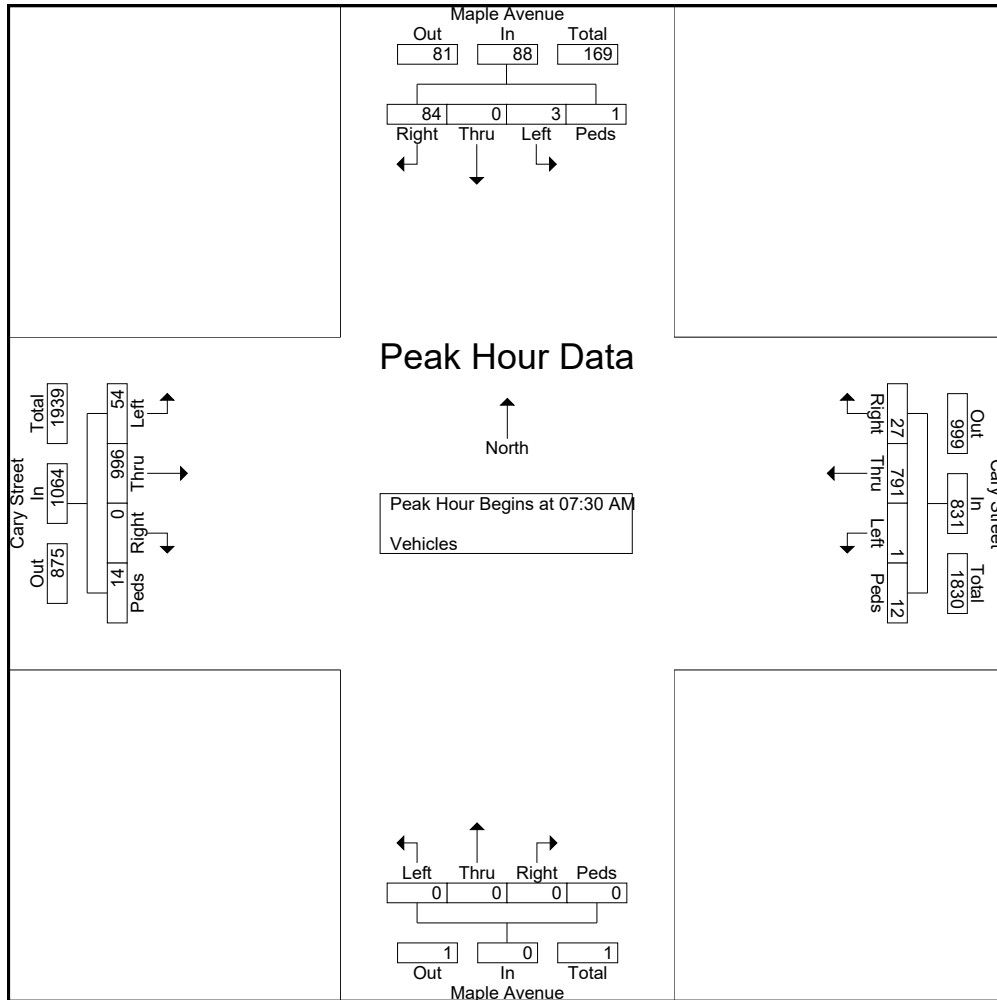 Maple Avenue
Out In Total
81 88 169
84 0 3 1
Right Thru Left Peds
Peak Hour Data
North
Peak Hour Begins at 07:30 AM
Vehicles
Cary Street
Out In Total
875 1064 1939
Left Thru Right Peds
54 996 0 14
Cary Street
Out In Total
999 831 1830
27 791 1 12
Right Thru Left Peds
Left Thru Right Peds
0 0 0 0
1 0 1
Out In Total
Maple Avenue